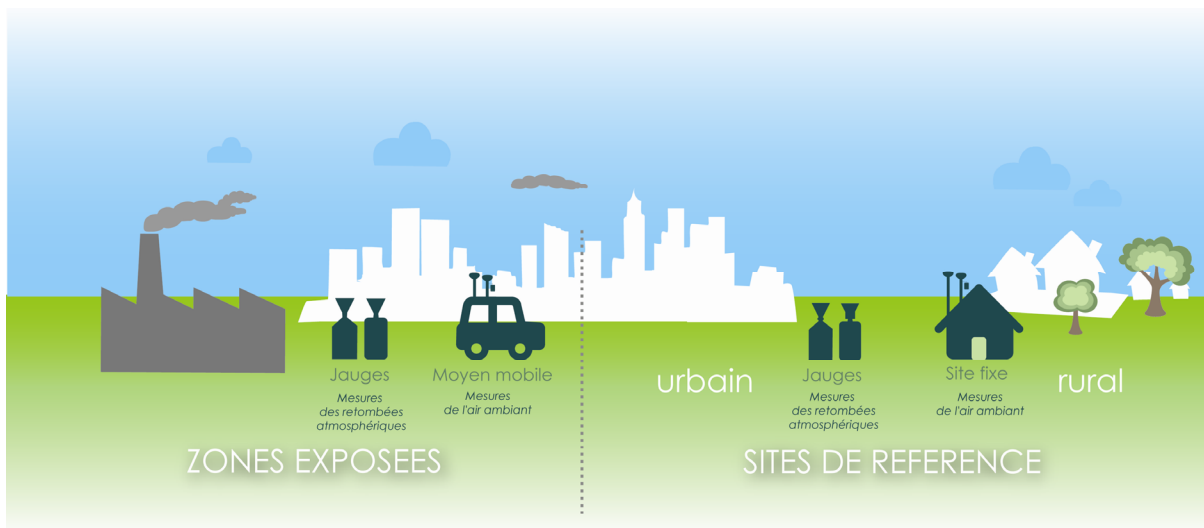 Jauges
Mesures
des retombées
atmosphériques
Moyen mobile
Mesures
de l'air ambiant
ZONES EXPOSEES
urbain
Jauges
Mesures
des retombées
atmosphériques
Site fixe
Mesures
de l'air ambiant
rural
SITES DE REFERENCE